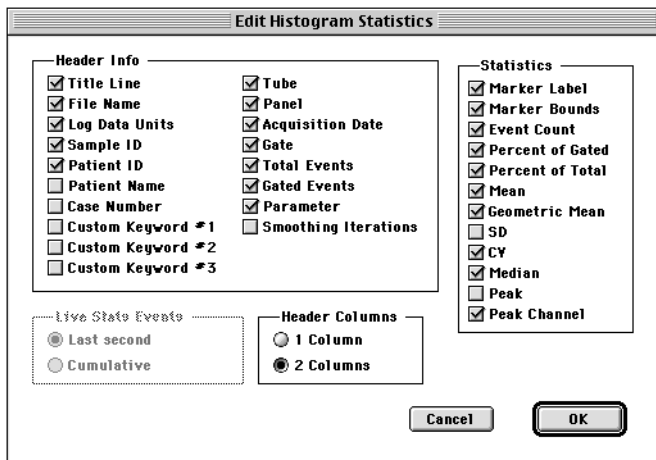 Edit Histogram Statistics
Header Info
Title Line
File Name
Log Data Units
Sample ID
Patient ID
Patient Name
Case Number
Custom Keyword #1
Custom Keyword #2
Custom Keyword #3
Tube
Panel
Acquisition Date
Gate
Total Events
Gated Events
Parameter
Smoothing Iterations
Statistics
Marker Label
Marker Bounds
Event Count
Percent of Gated
Percent of Total
Mean
Geometric Mean
SD
CV
Median
Peak
Peak Channel
Live Stats Events
Last second
Cumulative
Header Columns
1 Column
2 Columns
Cancel
OK